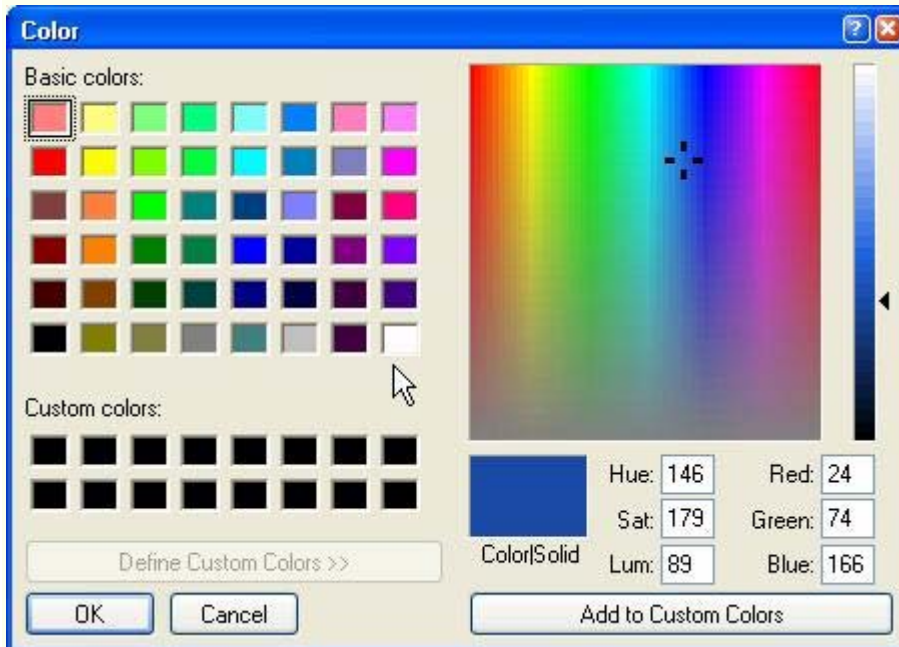 Color
Basic colors:
Custom colors:
Define Custom Colors >>
OK Cancel
Color|Solid
Hue: 146 Red: 24
Sat: 179 Green: 74
Lum: 89 Blue: 166
Add to Custom Colors